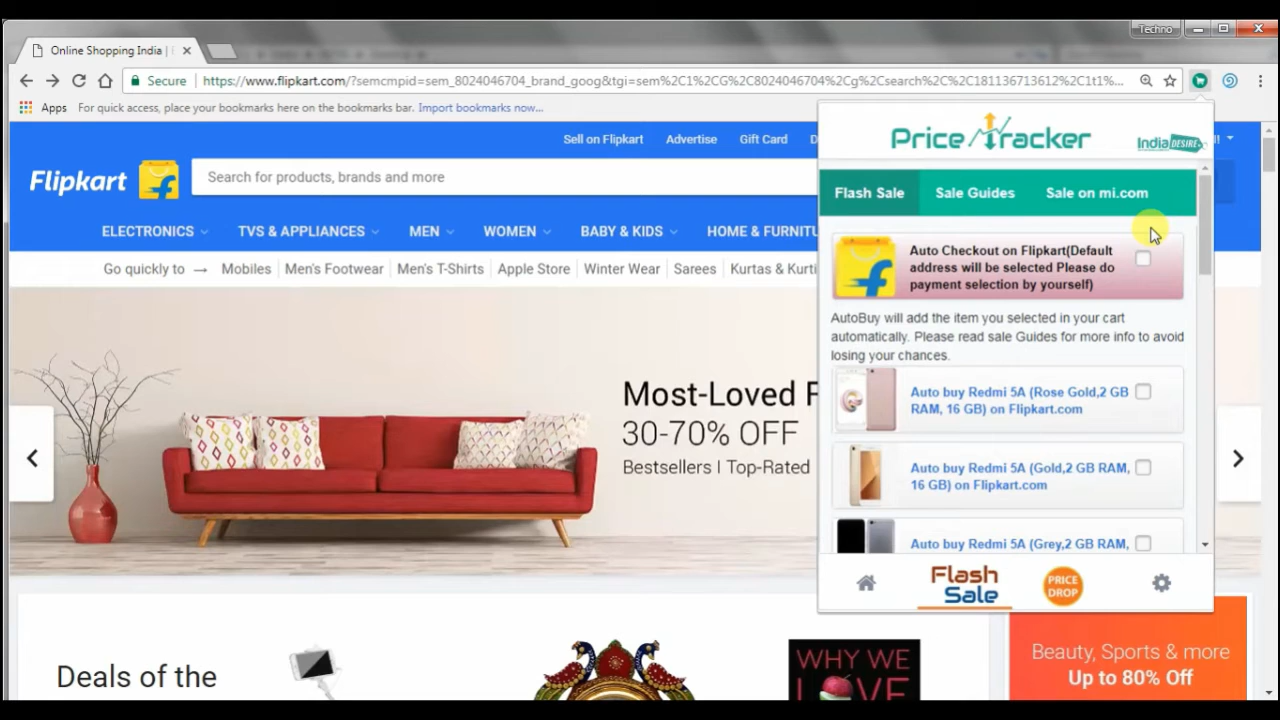 Techno
Online Shopping India |
Secure https://www.flipkart.com/?semcmpid=sem_8024046704_brand_goog&tgi=sem%2C1%2CG%2C8024046704%2Cg%2Csearch%2C%2C181136713612%2C1t1%2C...
Apps For quick access, place your bookmarks here on the bookmarks bar. Import bookmarks now...
Sell on Flipkart Advertise Gift Card
Price Tracker
India DESIRE
Flipkart
Search for products, brands and more
Flash Sale Sale Guides Sale on mi.com
ELECTRONICS TVS & APPLIANCES MEN WOMEN BABY & KIDS HOME & FURNITU
Go quickly to → Mobiles Men's Footwear Men's T-Shirts Apple Store Winter Wear Sarees Kurtas & Kurti
Auto Checkout on Flipkart(Default
address will be selected Please do
payment selection by yourself)
AutoBuy will add the item you selected in your cart
automatically. Please read sale Guides for more info to avoid
losing your chances.
Most-Loved F
30-70% OFF
Bestsellers | Top-Rated
Auto buy Redmi 5A (Rose Gold,2 GB
RAM, 16 GB) on Flipkart.com
Auto buy Redmi 5A (Gold,2 GB RAM,
16 GB) on Flipkart.com
Auto buy Redmi 5A (Grey,2 GB RAM,
Flash
Sale
PRICE
DROP
Deals of the
WHY WE
LOVE
Beauty, Sports & more
Up to 80% Off